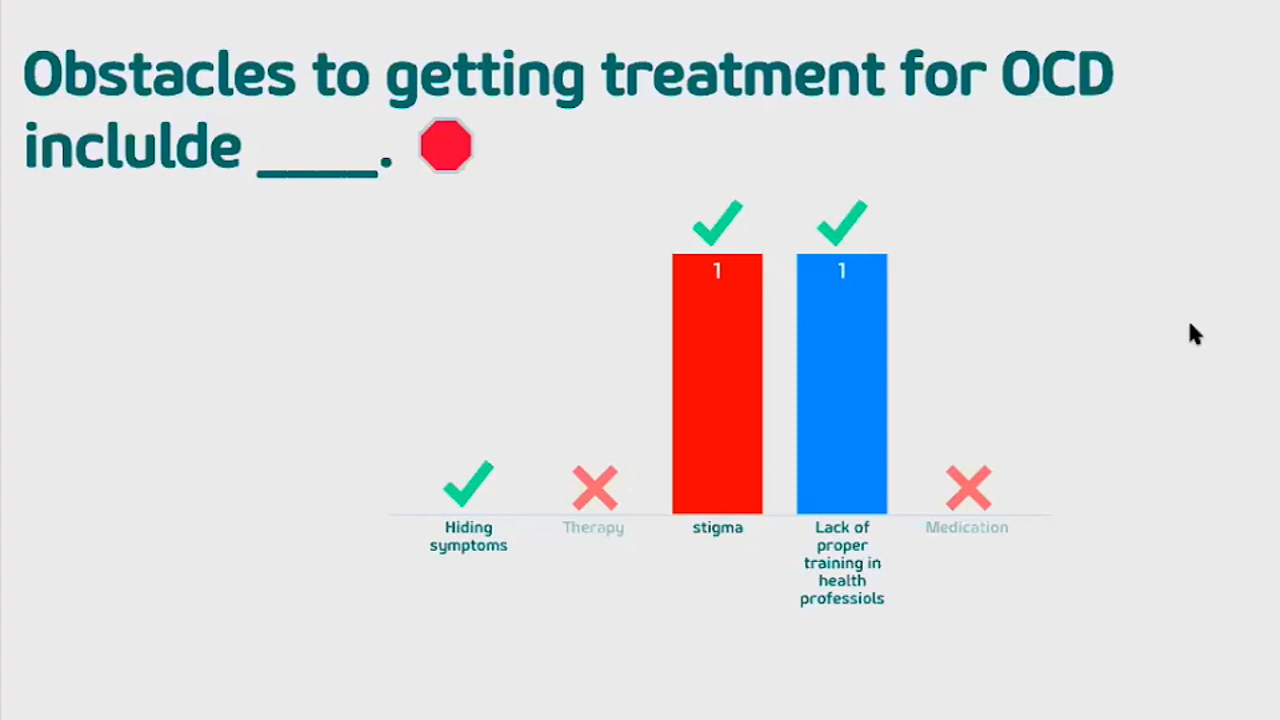 Obstacles to getting treatment for OCD
inclulde ____.
1
1
Hiding
symptoms
Therapy
stigma
Lack of
proper
training in
health
professiols
Medication